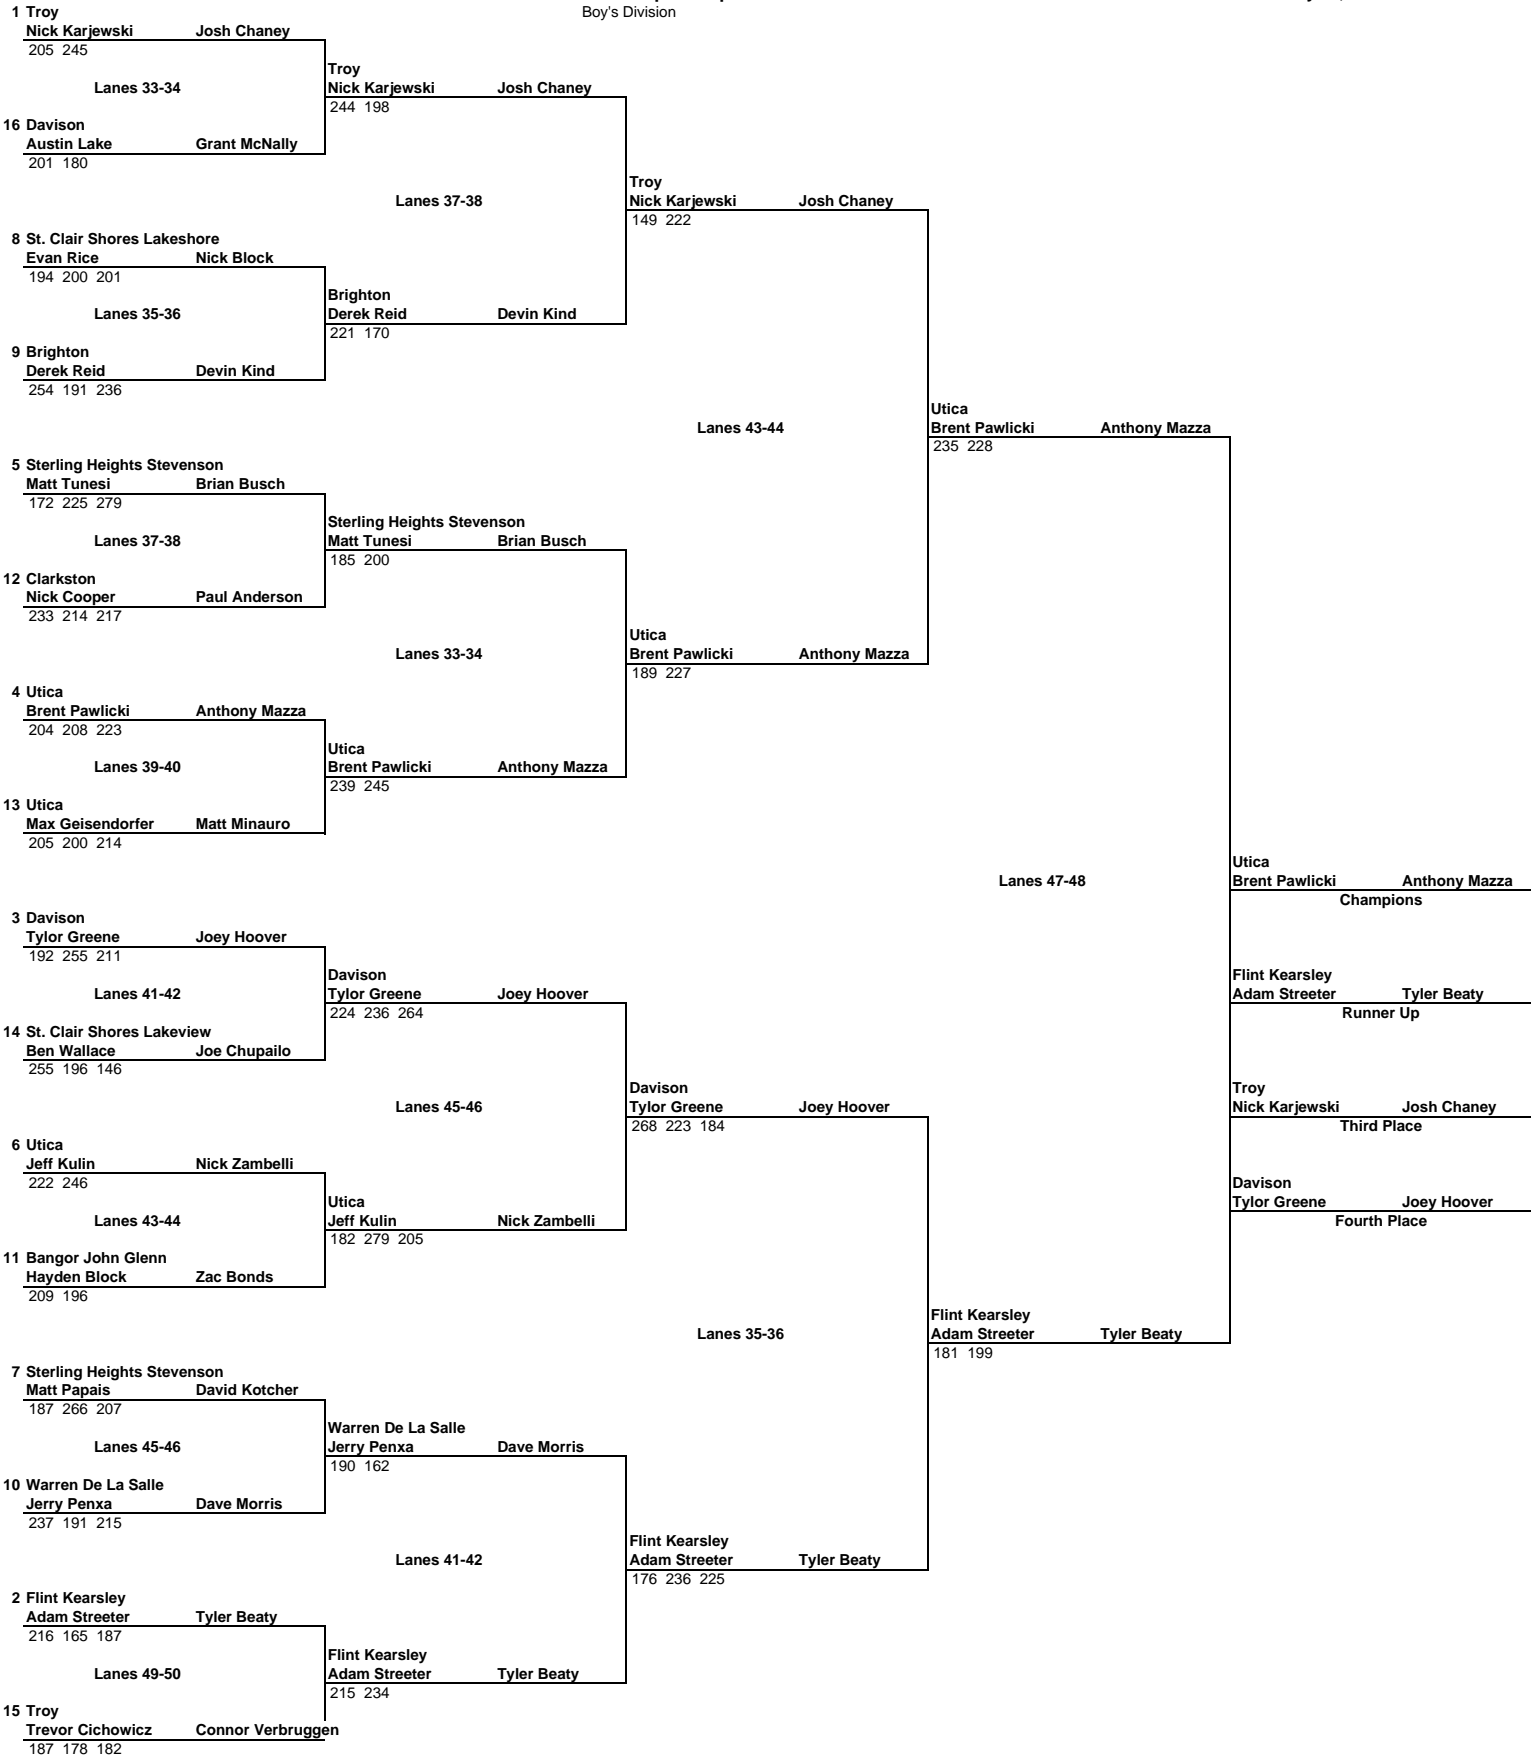 Boy's Division
1 Troy
Nick Karjewski Josh Chaney
205 245
Lanes 33-34
16 Davison
Austin Lake Grant McNally
201 180
8 St. Clair Shores Lakeshore
Evan Rice Nick Block
194 200 201
Lanes 35-36
9 Brighton
Derek Reid Devin Kind
254 191 236
5 Sterling Heights Stevenson
Matt Tunesi Brian Busch
172 225 279
Lanes 37-38
12 Clarkston
Nick Cooper Paul Anderson
233 214 217
4 Utica
Brent Pawlicki Anthony Mazza
204 208 223
Lanes 39-40
13 Utica
Max Geisendorfer Matt Minauro
205 200 214
3 Davison
Tylor Greene Joey Hoover
192 255 211
Lanes 41-42
14 St. Clair Shores Lakeview
Ben Wallace Joe Chupailo
255 196 146
6 Utica
Jeff Kulin Nick Zambelli
222 246
Lanes 43-44
11 Bangor John Glenn
Hayden Block Zac Bonds
209 196
7 Sterling Heights Stevenson
Matt Papais David Kotcher
187 266 207
Lanes 45-46
10 Warren De La Salle
Jerry Penxa Dave Morris
237 191 215
2 Flint Kearsley
Adam Streeter Tyler Beaty
216 165 187
Lanes 49-50
15 Troy
Trevor Cichowicz Connor Verbruggen
187 178 182
Troy
Nick Karjewski Josh Chaney
244 198
Lanes 37-38
Brighton
Derek Reid Devin Kind
221 170
Sterling Heights Stevenson
Matt Tunesi Brian Busch
185 200
Lanes 33-34
Utica
Brent Pawlicki Anthony Mazza
239 245
Davison
Tylor Greene Joey Hoover
224 236 264
Lanes 45-46
Utica
Jeff Kulin Nick Zambelli
182 279 205
Warren De La Salle
Jerry Penxa Dave Morris
190 162
Lanes 41-42
Flint Kearsley
Adam Streeter Tyler Beaty
215 234
Troy
Nick Karjewski Josh Chaney
149 222
Lanes 43-44
Utica
Brent Pawlicki Anthony Mazza
189 227
Davison
Tylor Greene Joey Hoover
268 223 184
Lanes 35-36
Flint Kearsley
Adam Streeter Tyler Beaty
176 236 225
Utica
Brent Pawlicki Anthony Mazza
235 228
Lanes 47-48
Flint Kearsley
Adam Streeter Tyler Beaty
181 199
Utica
Brent Pawlicki Anthony Mazza
Champions
Flint Kearsley
Adam Streeter Tyler Beaty
Runner Up
Troy
Nick Karjewski Josh Chaney
Third Place
Davison
Tylor Greene Joey Hoover
Fourth Place